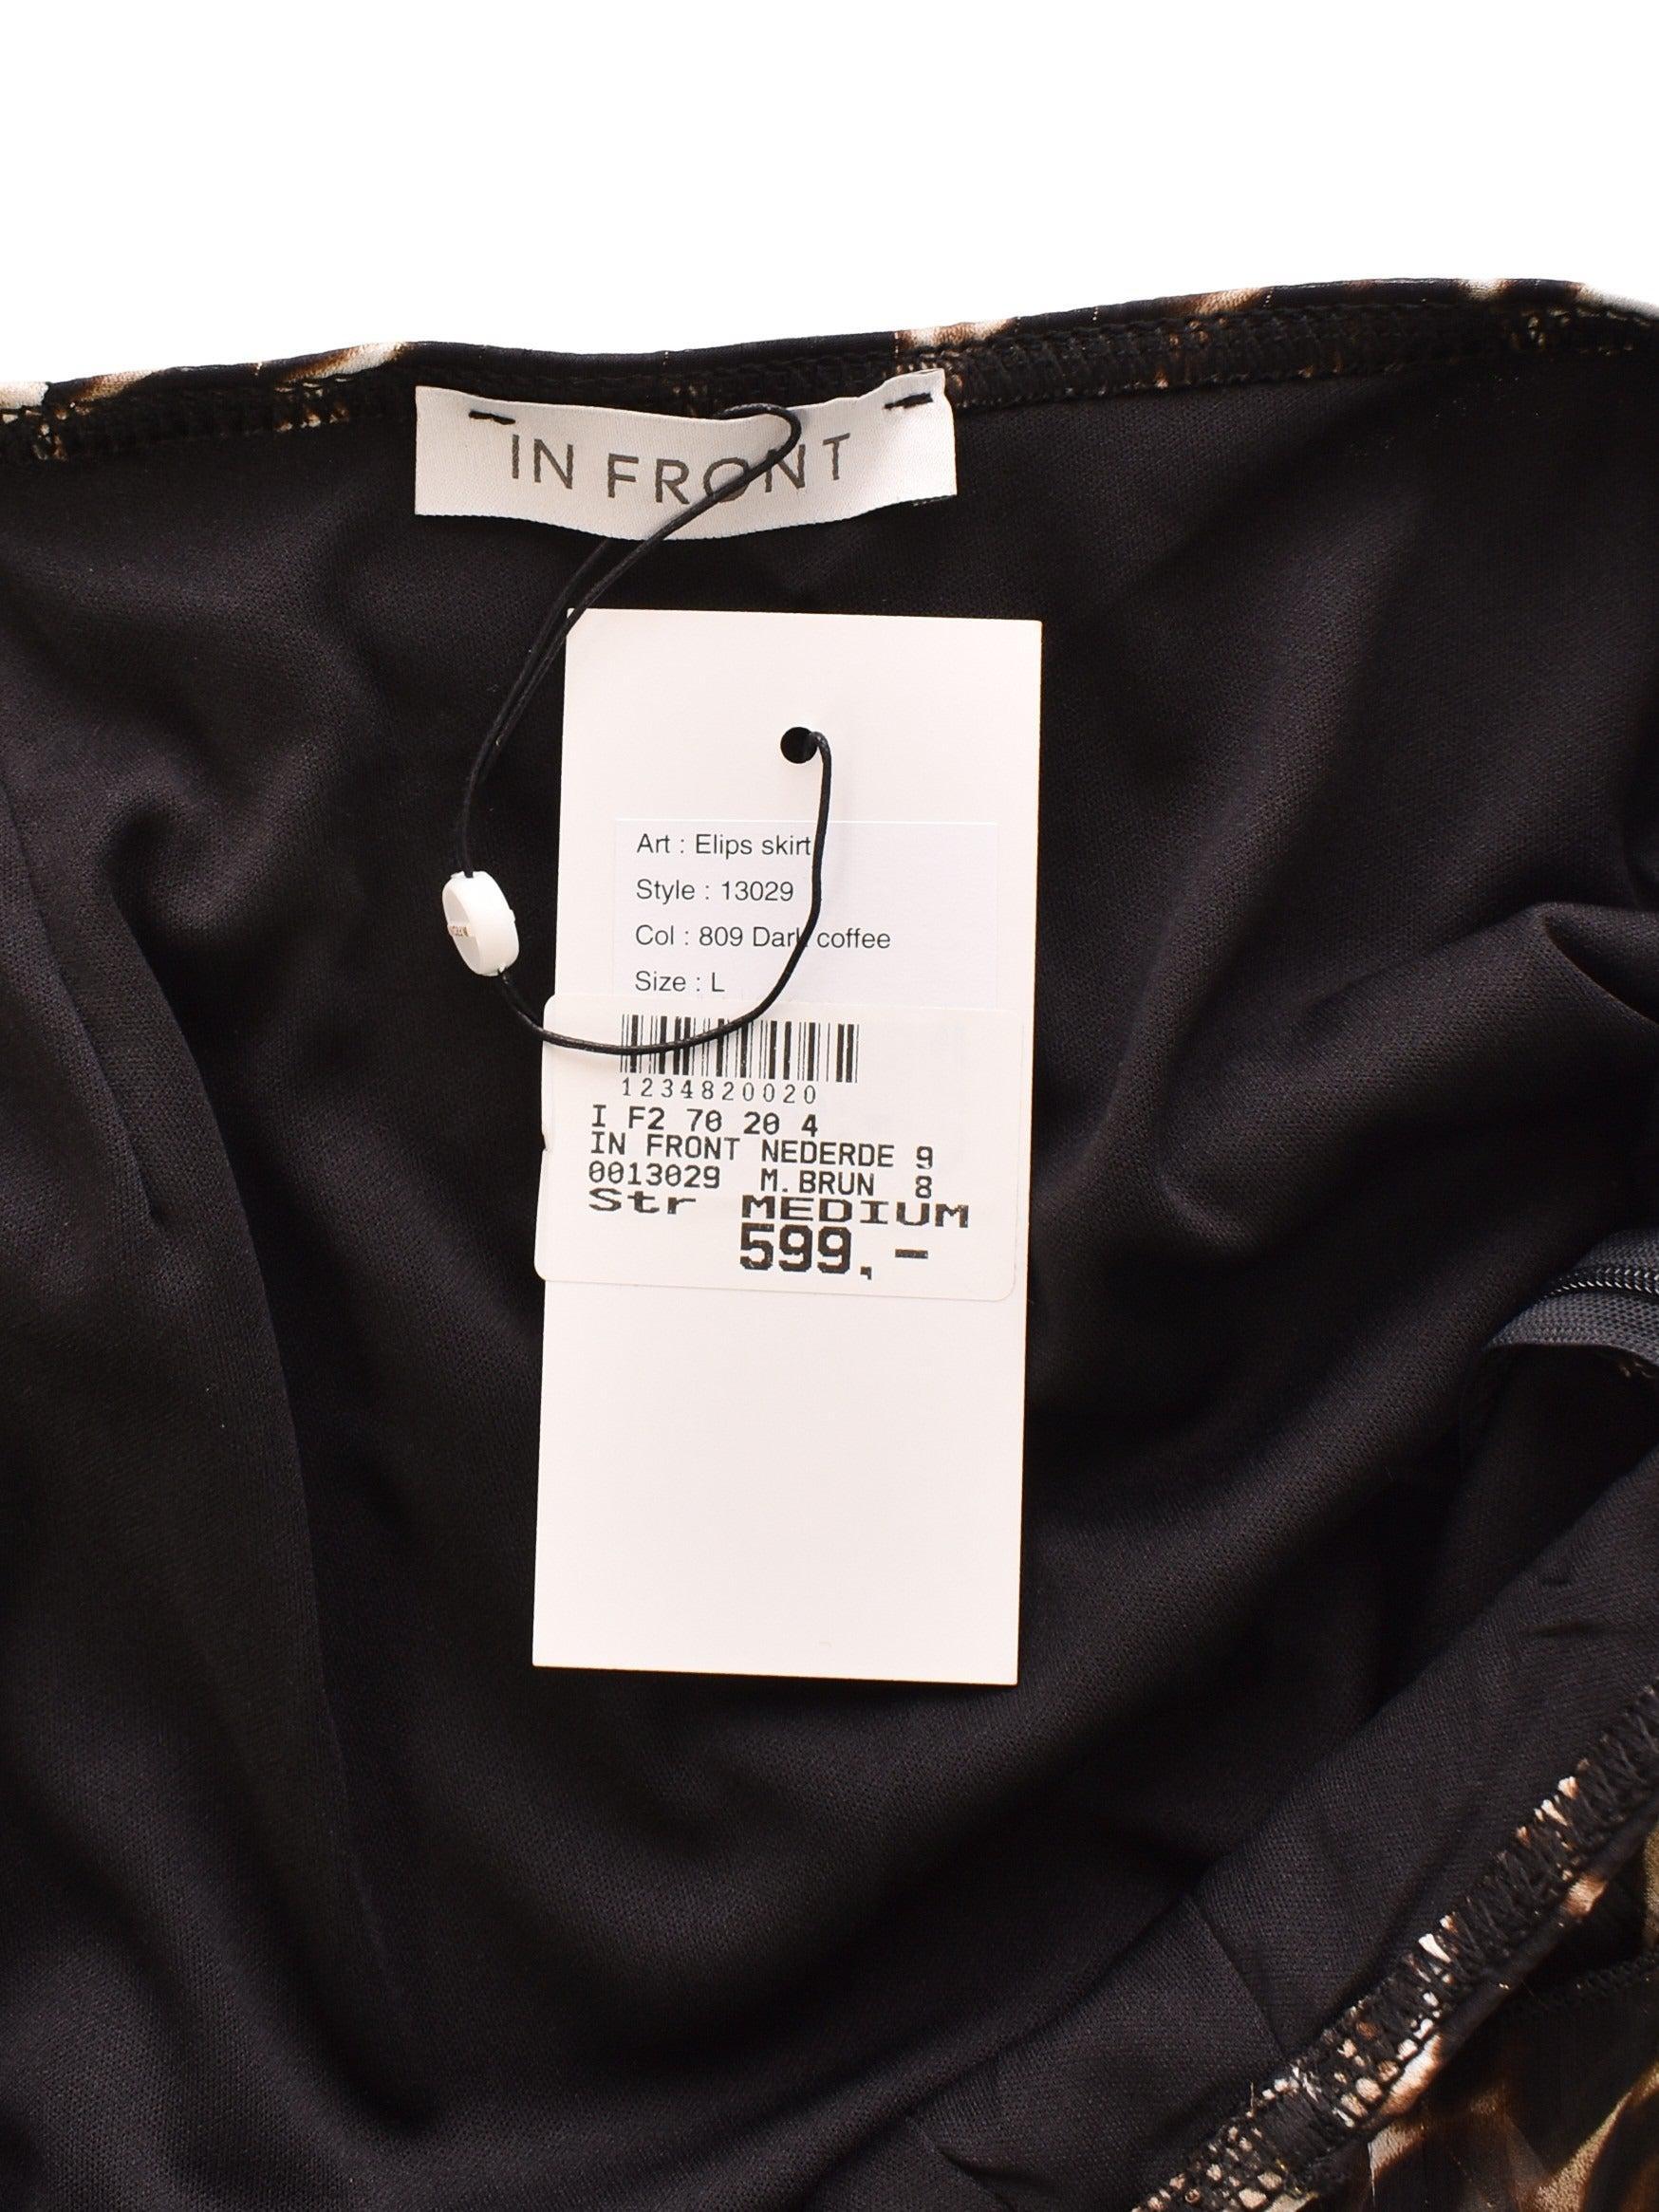 IN FRONT
Art : Elips skirt
Style : 13029
Col : 809 Dark coffee
Size : L
1234820020
I F2 70 20 4
IN FRONT NEDERDE 9
0013029 M.BRUN 8
Str MEDIUM
599,-